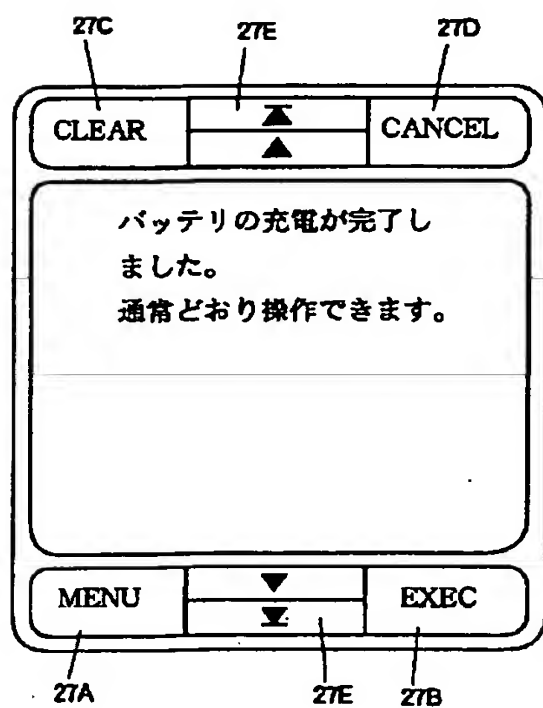 27C 27E 27D
CLEAR CANCEL
バッテリの充電が完了し
ました。
通常どおり操作できます。
MENU EXEC
27A 27E 27B